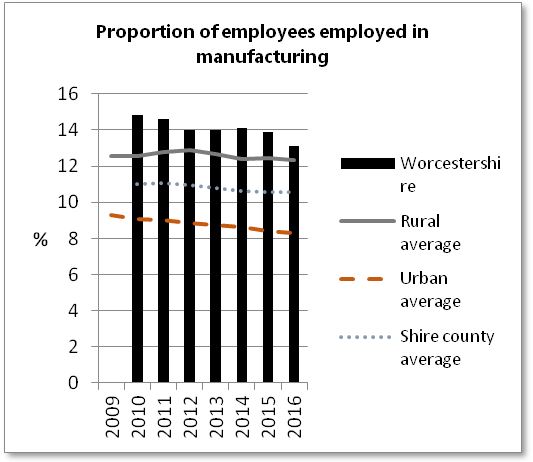 Proportion of employees employed in
manufacturing
16
14
12
10
8
6
4
2
0
%
2009
2010
2011
2012
2013
2014
2015
2016
Worcestershi
re
Rural
average
Urban
average
Shire county
average